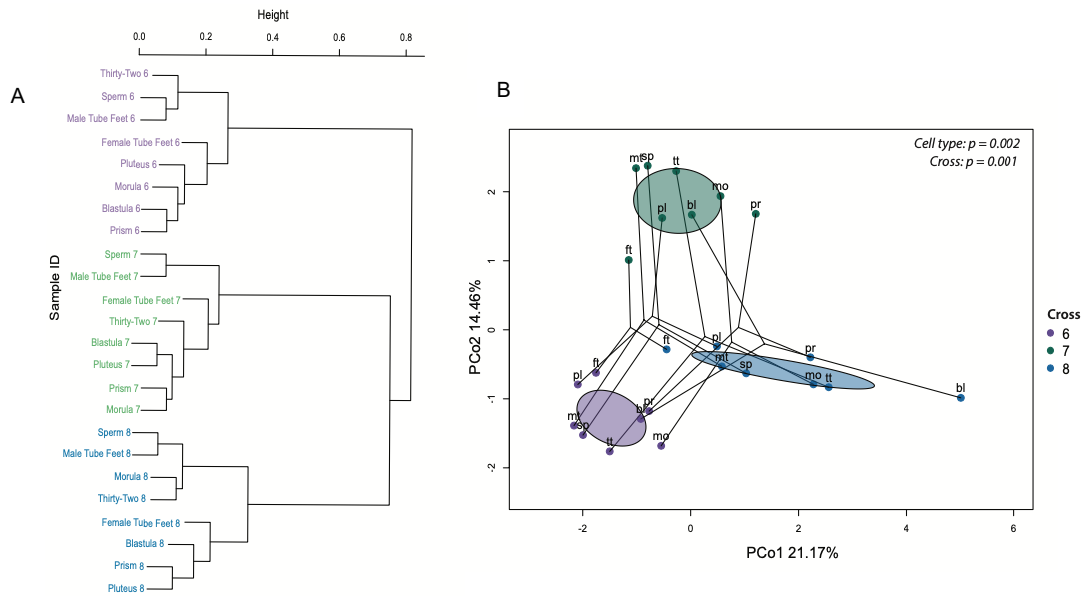 Height
0.0 0.2 0.4 0.6 0.8
A
Sample ID
Thirty-Two 6
Sperm 6
Male Tube Feet 6
Female Tube Feet 6
Pluteus 6
Morula 6
Blastula 6
Prism 6
Sperm 7
Male Tube Feet 7
Female Tube Feet 7
Thirty-Two 7
Blastula 7
Pluteus 7
Prism 7
Morula 7
Sperm 8
Male Tube Feet 8
Morula 8
Thirty-Two 8
Female Tube Feet 8
Blastula 8
Prism 8
Pluteus 8
B
Cell type: p = 0.002
Cross: p = 0.001
PCo2 14.46%
2
1
0
-1
-2
mt sp tt
mo
pl bl pr
ft
ft pl pr
mt sp
mo tt bl
ft
pl
bl pr
mt
sp
tt mo
-2 0 2 4 6
PCo1 21.17%
Cross
6
7
8